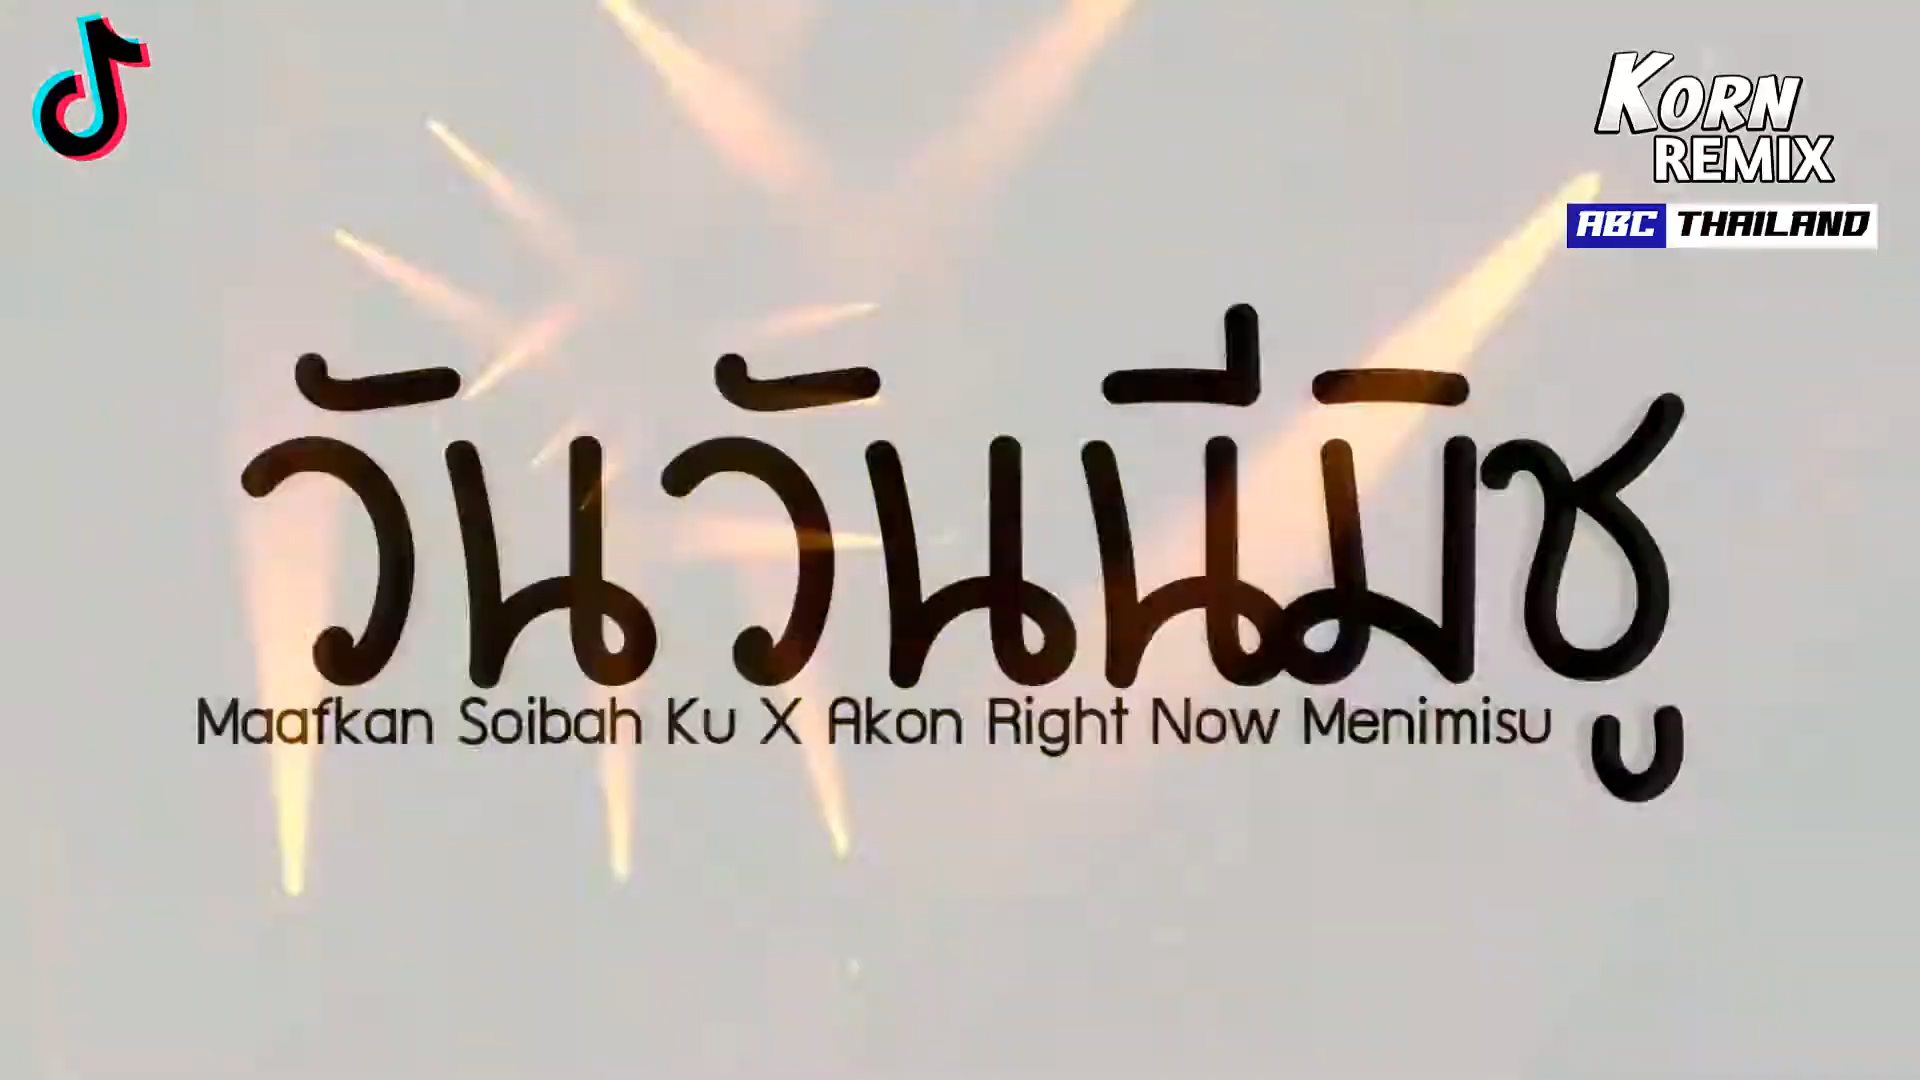 KORN
REMIX
ABC THAILAND
วันวันนี่มิชู
Maafkan Soibah Ku X Akon Right Now Menimisu